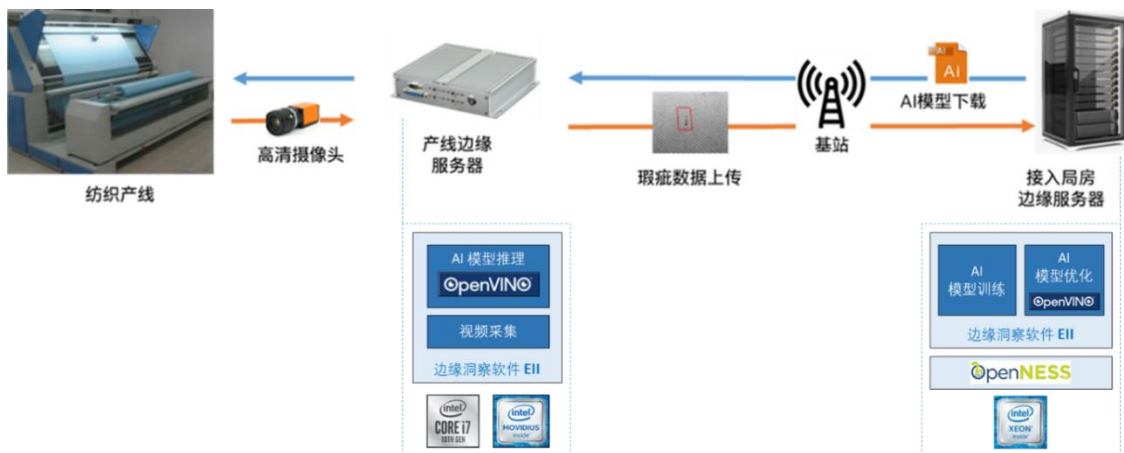 AI
Ai
AI模型下载
高清摄像头
产线边缘
服务器
基站
瑕疵数据上传
纺织产线
接入局房
边缘服务器
AI 模型推理
OpenVINO
视频采集
边缘洞察软件 EII
intel
CORE i7
10TH GEN
intel
MOVIDIUS
inside
AI
模型训练
AI
模型优化
OpenVINO
边缘洞察软件 EII
OpenNESS
intel
XEON
inside